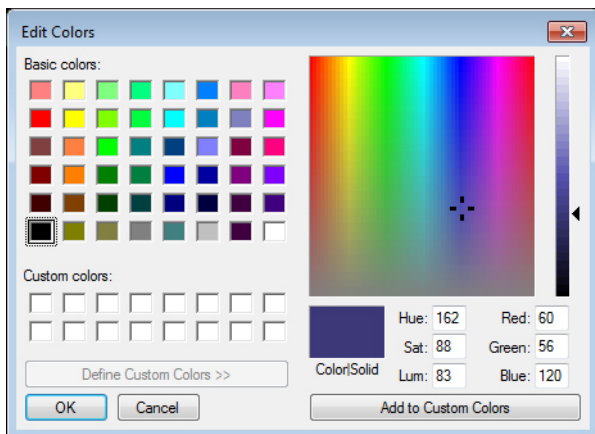 Edit Colors
Basic colors:
Custom colors:
Define Custom Colors >>
OK
Cancel
Color|Solid
Hue: 162
Sat: 88
Lum: 83
Red: 60
Green: 56
Blue: 120
Add to Custom Colors